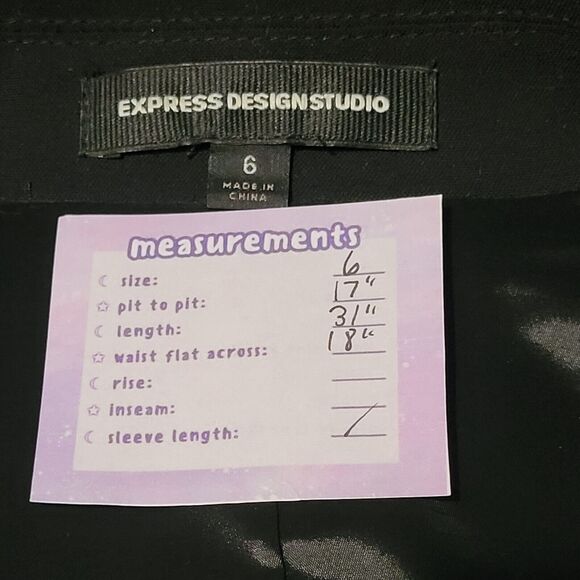 EXPRESS DESIGN STUDIO
6
MADE IN
CHINA
measurements
size: 6
pit to pit: 17"
length: 31"
waist flat across: 18"
rise:
inseam:
sleeve length: /